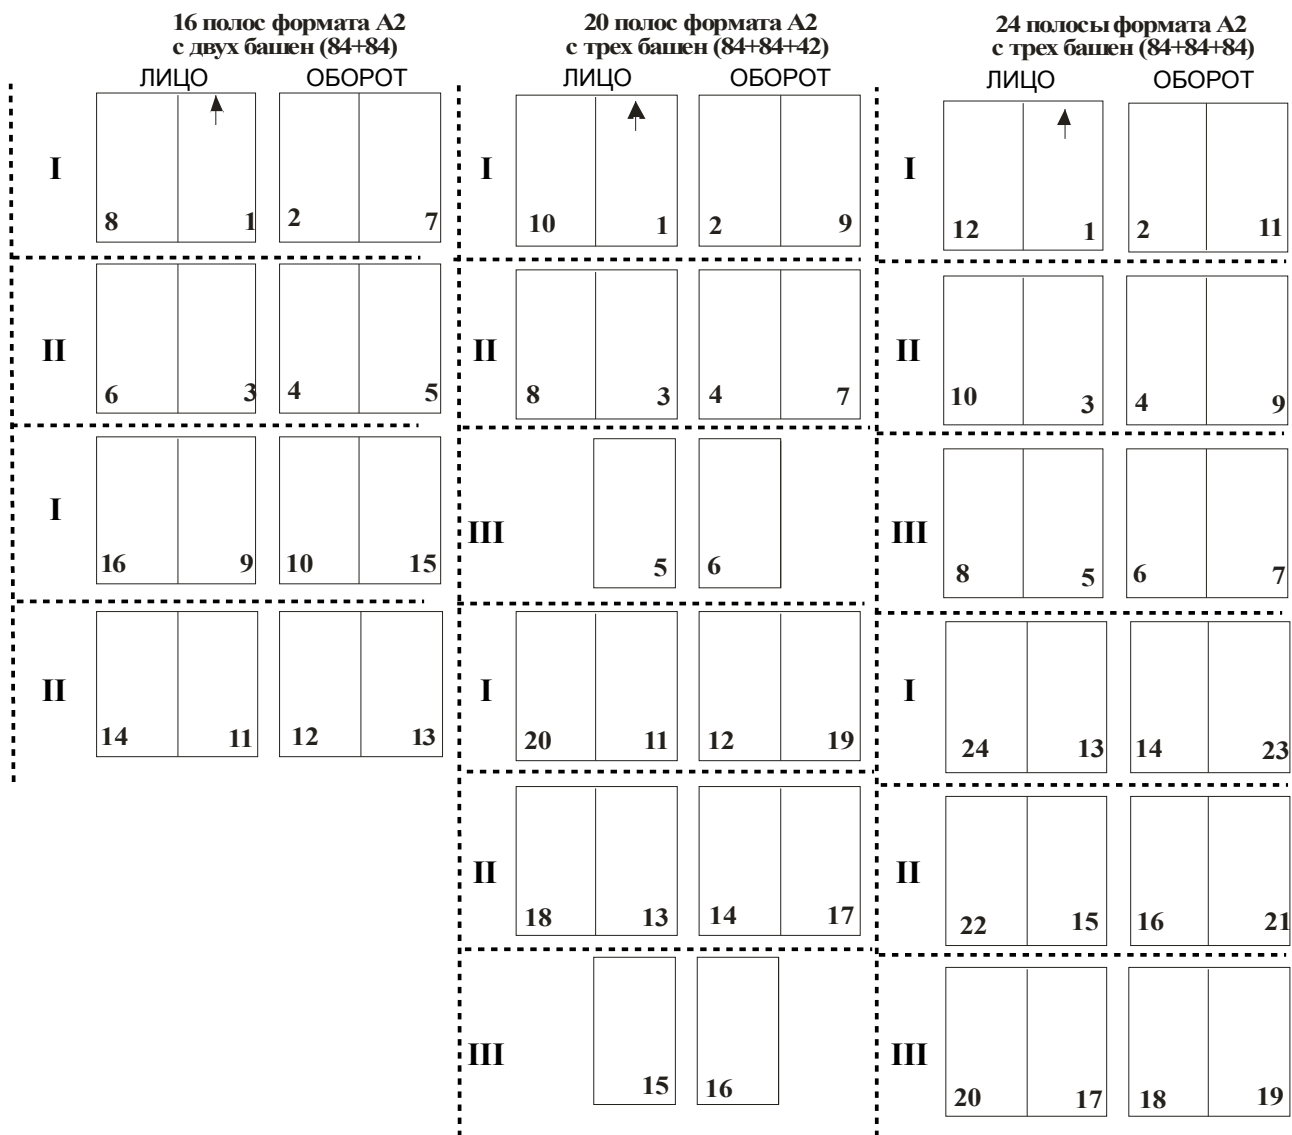 16 полос формата А2
с двух башен (84+84)
ЛИЦО ОБОРОТ
I
8 1 2 7
II
6 3 4 5
I
16 9 10 15
II
14 11 12 13
20 полос формата А2
с трех башен (84+84+42)
ЛИЦО ОБОРОТ
I
10 1 2 9
II
8 3 4 7
III
5 6
I
20 11 12 19
II
18 13 14 17
III
15 16
24 полосы формата А2
с трех башен (84+84+84)
ЛИЦО ОБОРОТ
I
12 1 2 11
II
10 3 4 9
III
8 5 6 7
I
24 13 14 23
II
22 15 16 21
III
20 17 18 19